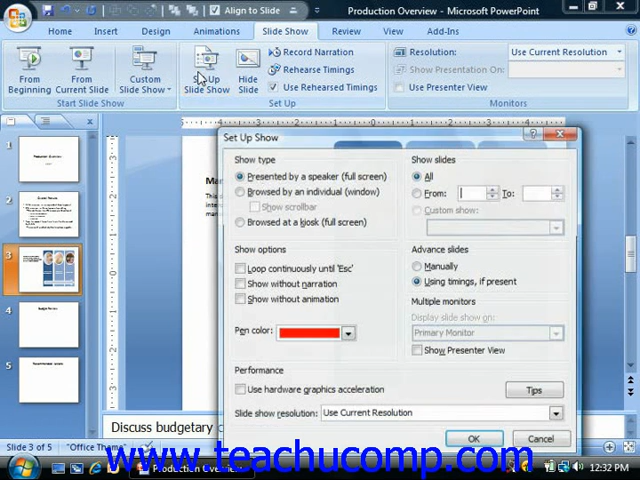 Align to Slide
Production Overview - Microsoft PowerPoint
Home Insert Design Animations Slide Show Review View Add-Ins
From Beginning
From Current Slide
Custom Slide Show
Set Up Slide Show
Hide Slide
Record Narration
Rehearse Timings
Use Rehearsed Timings
Resolution: Use Current Resolution
Show Presentation On:
Use Presenter View
Start Slide Show
Set Up
Monitors
Set Up Show
Show type
Presented by a speaker (full screen)
Browsed by an individual (window)
Show scrollbar
Browsed at a kiosk (full screen)
Show slides
All
From: To:
Custom show:
Show options
Loop continuously until 'Esc'
Show without narration
Show without animation
Pen color:
Advance slides
Manually
Using timings, if present
Multiple monitors
Display slide show on:
Primary Monitor
Show Presenter View
Performance
Use hardware graphics acceleration
Tips
Slide show resolution: Use Current Resolution
OK Cancel
1
2
3
4
5
Discuss budgetary
Slide 3 of 5 "Office Theme"
www.teachucomp.com
Production Overview
12:32 PM